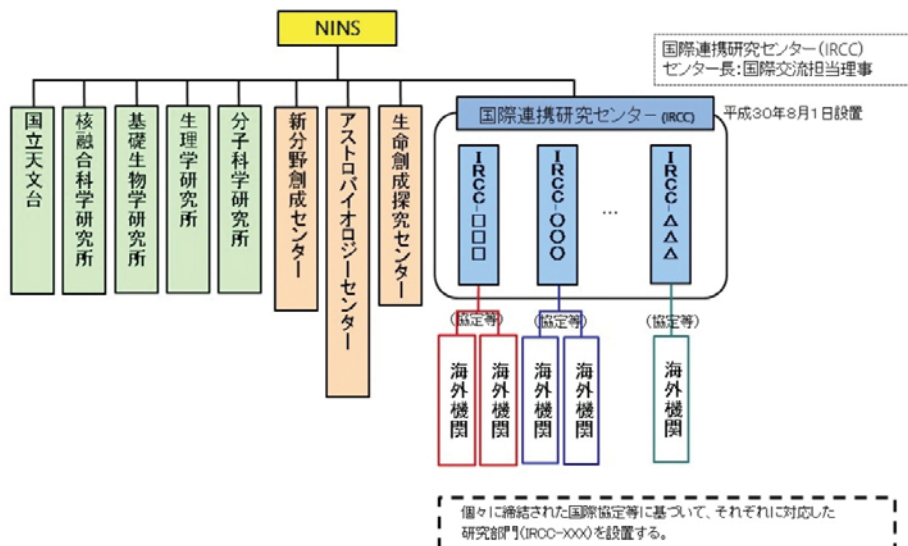 NINS
国際連携研究センター(IRCC)
センター長:国際交流担当理事
国立天文台
核融合科学研究所
基礎生物学研究所
生理学研究所
分子科学研究所
新分野創成センター
アストロバイオロジーセンター
生命創成探究センター
国際連携研究センター (IRCC)
平成30年8月1日設置
IRCC-□□□
IRCC-○○○
…
IRCC-△△△
(協定等)
(協定等)
(協定等)
海外機関
海外機関
海外機関
海外機関
海外機関
個々に締結された国際協定等に基づいて、それぞれに対応した
研究部門(IRCC-XXX)を設置する。